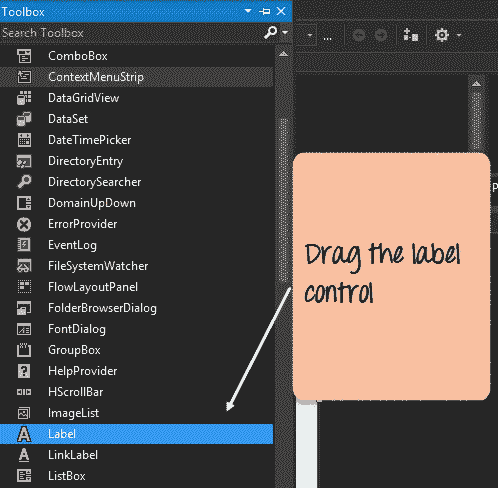 Toolbox
Search Toolbox
...
ComboBox
ContextMenuStrip
DataGridView
DataSet
DateTimePicker
DirectoryEntry
DirectorySearcher
DomainUpDown
ErrorProvider
EventLog
FileSystemWatcher
FlowLayoutPanel
FolderBrowserDialog
FontDialog
GroupBox
HelpProvider
HScrollBar
ImageList
Label
LinkLabel
ListBox
Drag the label
control